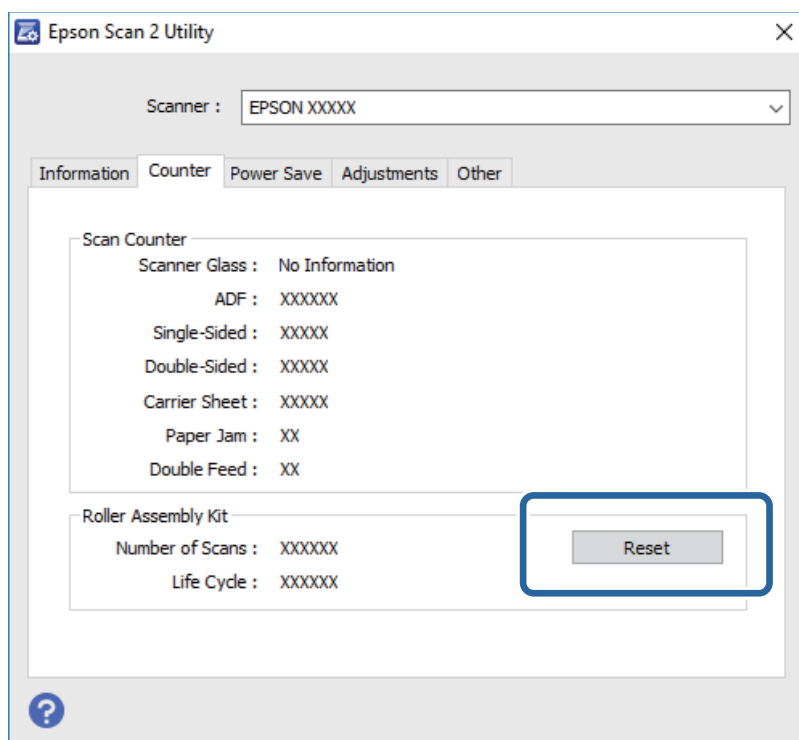 Epson Scan 2 Utility
Scanner : EPSON XXXXX
Information Counter Power Save Adjustments Other
Scan Counter
Scanner Glass : No Information
ADF : XXXXXX
Single-Sided : XXXXX
Double-Sided : XXXXX
Carrier Sheet : XXXXX
Paper Jam : XX
Double Feed : XX
Roller Assembly Kit
Number of Scans : XXXXXX Reset
Life Cycle : XXXXXX
?